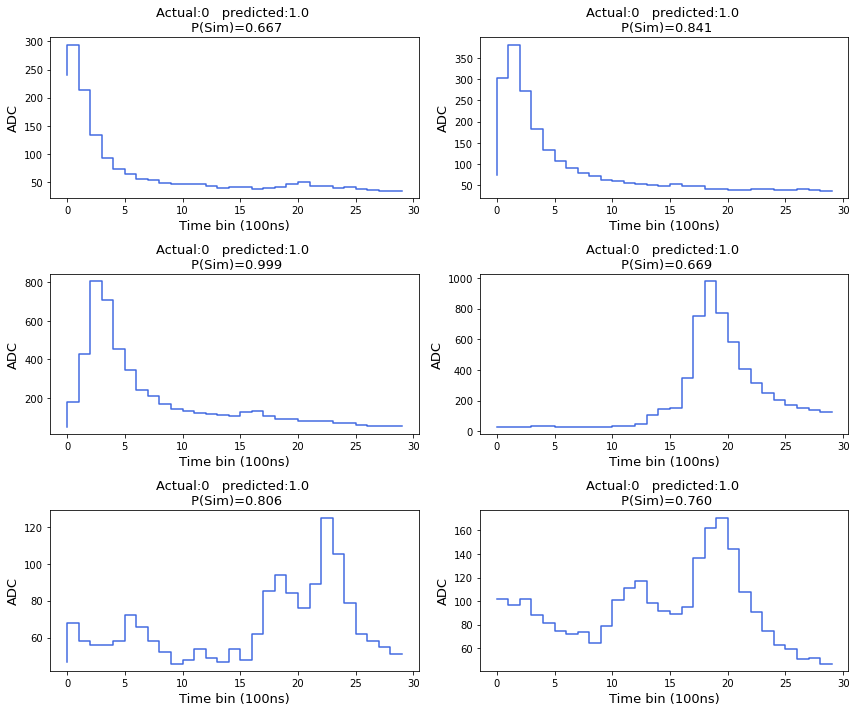 Actual:0   predicted:1.0
P(Sim)=0.667
300
250
200
150
100
50
ADC
0 5 10 15 20 25 30
Time bin (100ns)
Actual:0   predicted:1.0
P(Sim)=0.841
350
300
250
200
150
100
50
ADC
0 5 10 15 20 25 30
Time bin (100ns)
Actual:0   predicted:1.0
P(Sim)=0.999
800
600
400
200
ADC
0 5 10 15 20 25 30
Time bin (100ns)
Actual:0   predicted:1.0
P(Sim)=0.669
1000
800
600
400
200
0
ADC
0 5 10 15 20 25 30
Time bin (100ns)
Actual:0   predicted:1.0
P(Sim)=0.806
120
100
80
60
ADC
0 5 10 15 20 25 30
Time bin (100ns)
Actual:0   predicted:1.0
P(Sim)=0.760
160
140
120
100
80
60
ADC
0 5 10 15 20 25 30
Time bin (100ns)